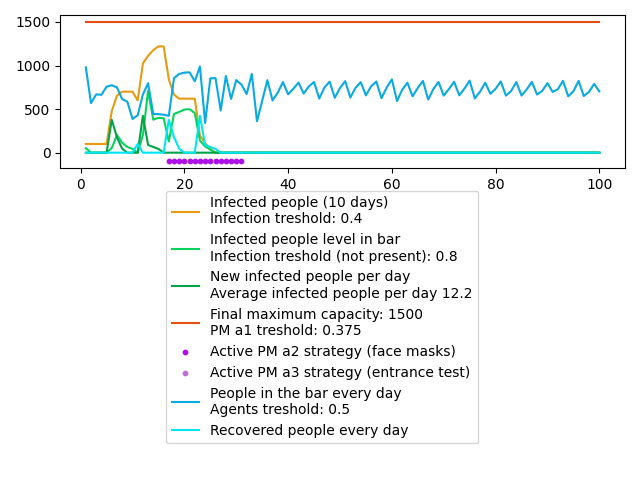 1500
1000
500
0
0 20 40 60 80 100
Infected people (10 days)
Infection treshold: 0.4
Infected people level in bar
Infection treshold (not present): 0.8
New infected people per day
Average infected people per day 12.2
Final maximum capacity: 1500
PM a1 treshold: 0.375
Active PM a2 strategy (face masks)
Active PM a3 strategy (entrance test)
People in the bar every day
Agents treshold: 0.5
Recovered people every day